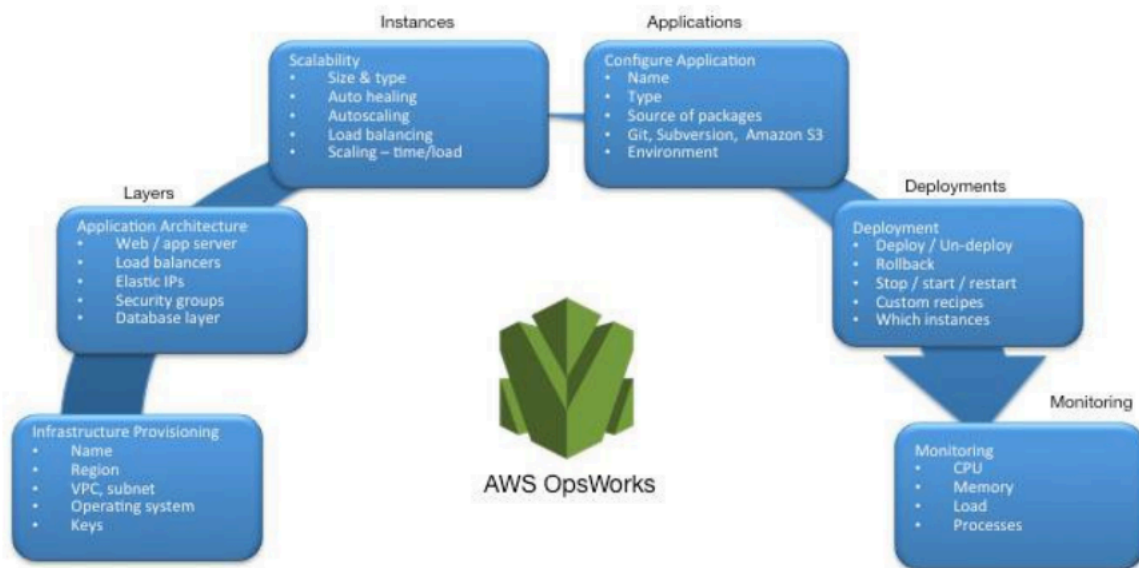 Infrastructure Provisioning
• Name
• Region
• VPC, subnet
• Operating system
• Keys
Layers
Application Architecture
• Web / app server
• Load balancers
• Elastic IPs
• Security groups
• Database layer
Instances
Scalability
• Size & type
• Auto healing
• Autoscaling
• Load balancing
• Scaling – time/load
Applications
Configure Application
• Name
• Type
• Source of packages
• Git, Subversion, Amazon S3
• Environment
Deployments
Deployment
• Deploy / Un-deploy
• Rollback
• Stop / start / restart
• Custom recipes
• Which instances
Monitoring
Monitoring
• CPU
• Memory
• Load
• Processes
AWS OpsWorks